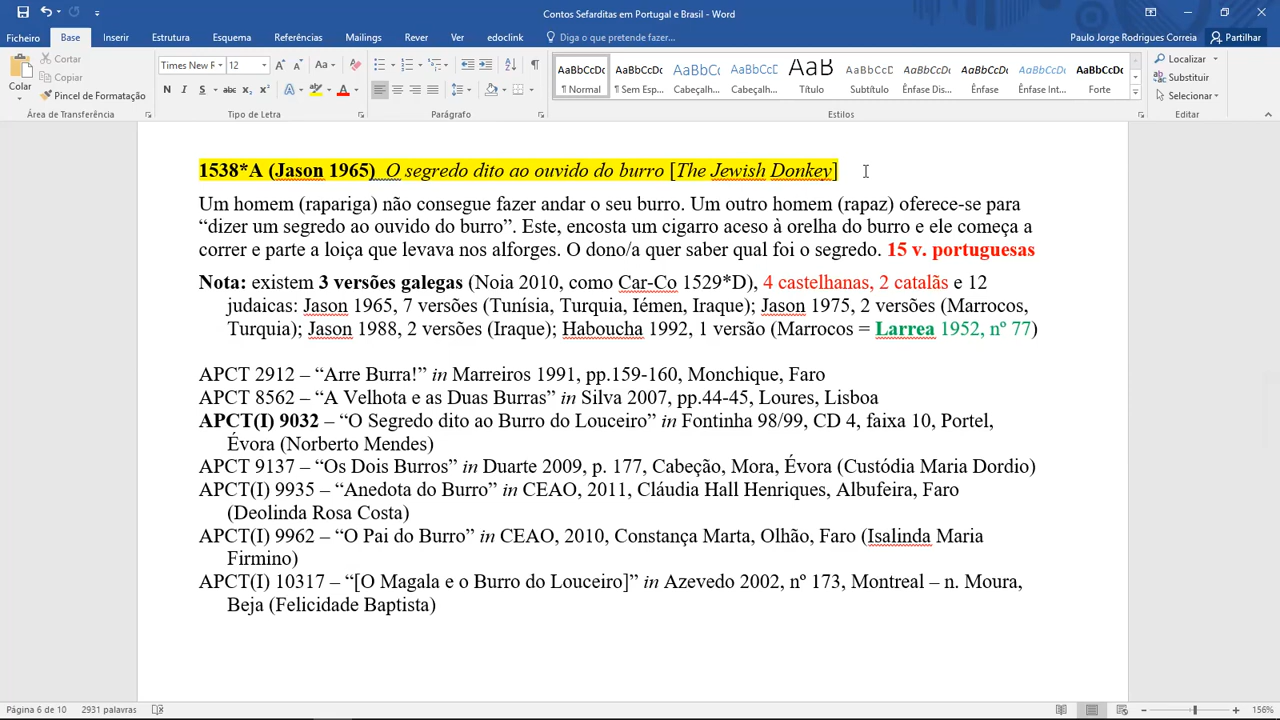 Contos Sefarditas em Portugal e Brasil - Word
Ficheiro Base Inserir Estrutura Esquema Referências Mailings Rever Ver edoclink Diga o que pretende fazer... Paulo Jorge Rodrigues Correia Partilhar
Colar
Cortar
Copiar
Pincel de Formatação
Área de Transferência
Times New R 12
N I S
Tipo de Letra
Parágrafo
AaBbCcDc AaBbCcDc AaBbCcD AaBbCcDc AaB AaBbCcD AaBbCcDc AaBbCcDc AaBbCcDc AaBbCcDc
¶ Normal ¶ Sem Esp... Cabeçalh... Cabeçalh... Título Subtítulo Ênfase Dis... Ênfase Ênfase Int... Forte
Estilos
Localizar
Substituir
Selecionar
Editar
1538*A (Jason 1965) O segredo dito ao ouvido do burro [The Jewish Donkey]
Um homem (rapariga) não consegue fazer andar o seu burro. Um outro homem (rapaz) oferece-se para
“dizer um segredo ao ouvido do burro”. Este, encosta um cigarro aceso à orelha do burro e ele começa a
correr e parte a loiça que levava nos alforges. O dono/a quer saber qual foi o segredo. 15 v. portuguesas
Nota: existem 3 versões galegas (Noia 2010, como Car-Co 1529*D), 4 castelhanas, 2 catalãs e 12
judaicas: Jason 1965, 7 versões (Tunísia, Turquia, Iémen, Iraque); Jason 1975, 2 versões (Marrocos,
Turquia); Jason 1988, 2 versões (Iraque); Haboucha 1992, 1 versão (Marrocos = Larrea 1952, nº 77)
APCT 2912 – “Arre Burra!” in Marreiros 1991, pp.159-160, Monchique, Faro
APCT 8562 – “A Velhota e as Duas Burras” in Silva 2007, pp.44-45, Loures, Lisboa
APCT(I) 9032 – “O Segredo dito ao Burro do Louceiro” in Fontinha 98/99, CD 4, faixa 10, Portel,
Évora (Norberto Mendes)
APCT 9137 – “Os Dois Burros” in Duarte 2009, p. 177, Cabeção, Mora, Évora (Custódia Maria Dordio)
APCT(I) 9935 – “Anedota do Burro” in CEAO, 2011, Cláudia Hall Henriques, Albufeira, Faro
(Deolinda Rosa Costa)
APCT(I) 9962 – “O Pai do Burro” in CEAO, 2010, Constança Marta, Olhão, Faro (Isalinda Maria
Firmino)
APCT(I) 10317 – “[O Magala e o Burro do Louceiro]” in Azevedo 2002, nº 173, Montreal – n. Moura,
Beja (Felicidade Baptista)
Página 6 de 10 2931 palavras 156%